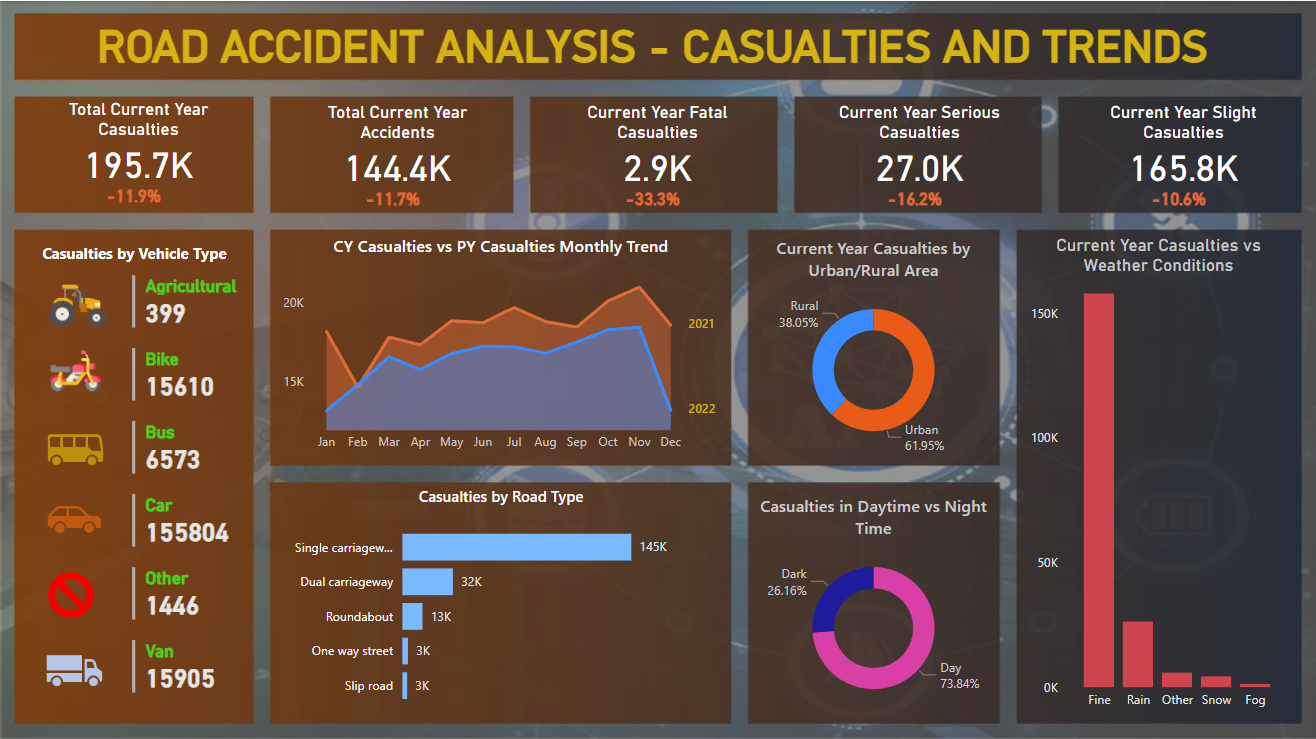 ROAD ACCIDENT ANALYSIS - CASUALTIES AND TRENDS
Total Current Year
Casualties
195.7K
-11.9%
Total Current Year
Accidents
144.4K
-11.7%
Current Year Fatal
Casualties
2.9K
-33.3%
Current Year Serious
Casualties
27.0K
-16.2%
Current Year Slight
Casualties
165.8K
-10.6%
Casualties by Vehicle Type
Agricultural
399
Bike
15610
Bus
6573
Car
155804
Other
1446
Van
15905
CY Casualties vs PY Casualties Monthly Trend
20K
15K
2021
2022
Jan Feb Mar Apr May Jun Jul Aug Sep Oct Nov Dec
Casualties by Road Type
Single carriagew... 145K
Dual carriageway 32K
Roundabout 13K
One way street 3K
Slip road 3K
Current Year Casualties by
Urban/Rural Area
Rural
38.05%
Urban
61.95%
Casualties in Daytime vs Night
Time
Dark
26.16%
Day
73.84%
Current Year Casualties vs
Weather Conditions
150K
100K
50K
0K
Fine Rain Other Snow Fog